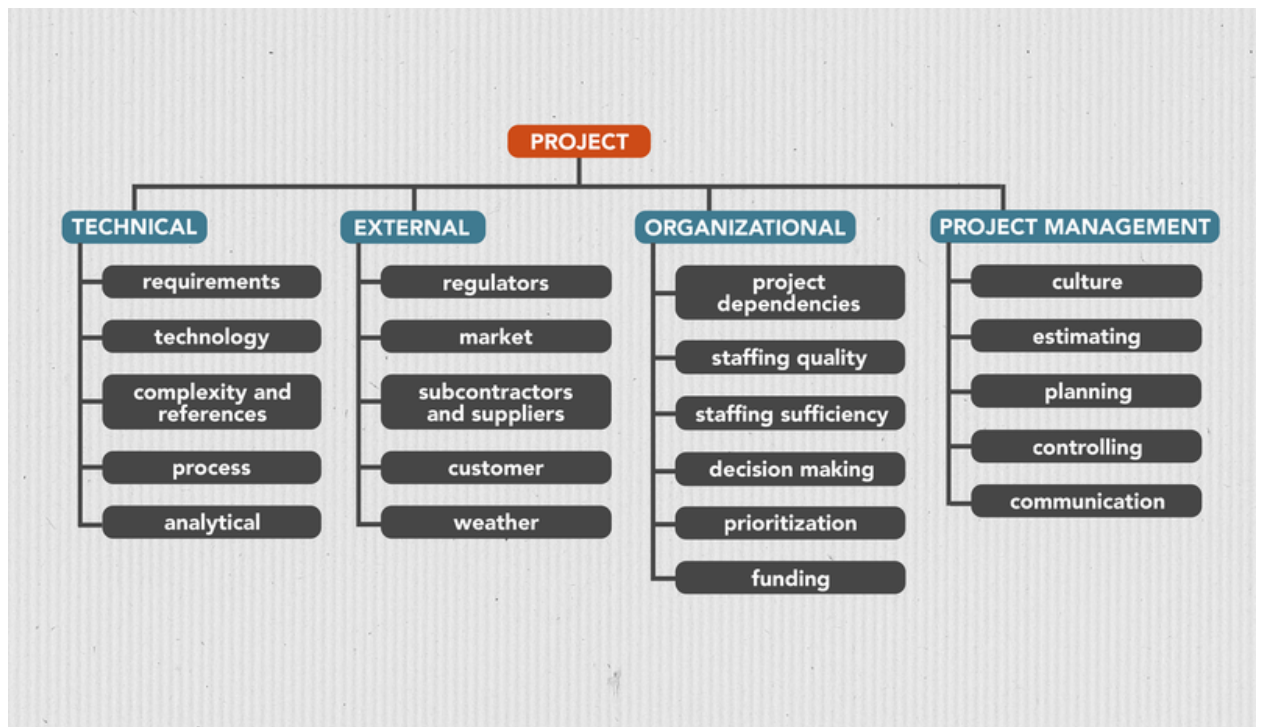 PROJECT
TECHNICAL
requirements
technology
complexity and
references
process
analytical
EXTERNAL
regulators
market
subcontractors
and suppliers
customer
weather
ORGANIZATIONAL
project
dependencies
staffing quality
staffing sufficiency
decision making
prioritization
funding
PROJECT MANAGEMENT
culture
estimating
planning
controlling
communication